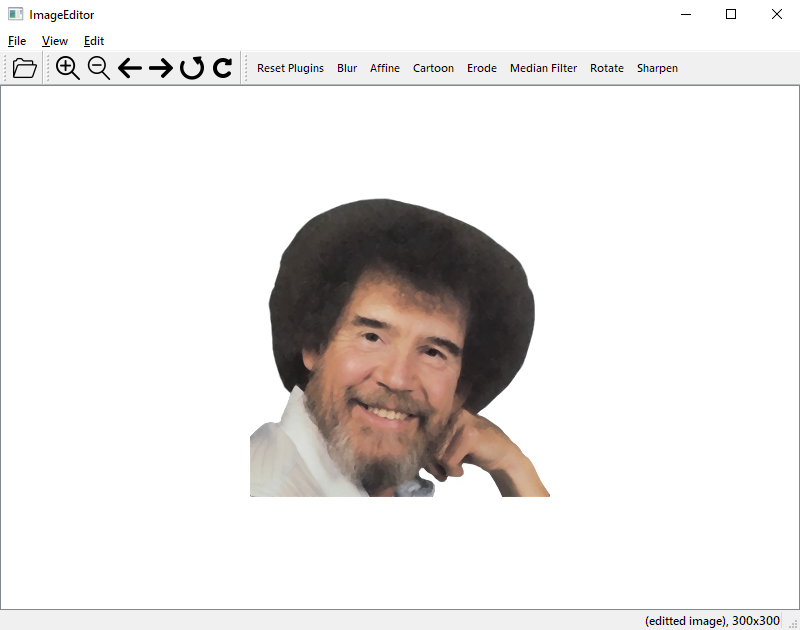 ImageEditor
File View Edit
Reset Plugins Blur Affine Cartoon Erode Median Filter Rotate Sharpen
(editted image), 300x300